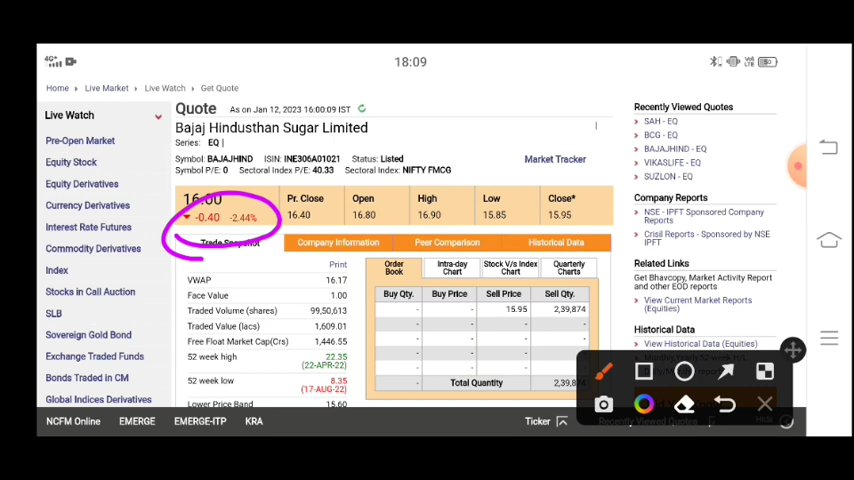 4G+
18:09
Home › Live Market › Live Watch › Get Quote
Live Watch
Pre-Open Market
Equity Stock
Equity Derivatives
Currency Derivatives
Interest Rate Futures
Commodity Derivatives
Index
Stocks in Call Auction
SLB
Sovereign Gold Bond
Exchange Traded Funds
Bonds Traded in CM
Global Indices Derivatives
Quote As on Jan 12, 2023 16:00:09 IST
Bajaj Hindusthan Sugar Limited
Series: EQ |
Symbol: BAJAJHIND ISIN: INE306A01021 Status: Listed
Market Tracker
Symbol P/E: 0 Sectoral Index P/E: 40.33 Sectoral Index: NIFTY FMCG
16.00 Pr. Close Open High Low Close*
-0.40 -2.44% 16.40 16.80 16.90 15.85 15.95
Trade Snapshot Company Information Peer Comparison Historical Data
Print
VWAP 16.17
Face Value 1.00
Traded Volume (shares) 99,50,613
Traded Value (lacs) 1,609.01
Free Float Market Cap(Crs) 1,446.55
52 week high 22.35
(22-APR-22)
52 week low 8.35
(17-AUG-22)
Lower Price Band 15.60
Order Book Intra-day Chart Stock V/s Index Chart Quarterly Charts
Buy Qty. Buy Price Sell Price Sell Qty.
- - 15.95 2,39,874
- - - -
- - - -
- - - -
- - -
- Total Quantity 2,39,874
Recently Viewed Quotes
› SAH - EQ
› BCG - EQ
› BAJAJHIND - EQ
› VIKASLIFE - EQ
› SUZLON - EQ
Company Reports
› NSE - IPFT Sponsored Company Reports
› Crisil Reports - Sponsored by NSE IPFT
Related Links
Get Bhavcopy, Market Activity Report and other EOD reports
› View Current Market Reports (Equities)
Historical Data
› View Historical Data (Equities)
NCFM Online EMERGE EMERGE-ITP KRA
Ticker
Recently Viewed Quotes
Hide